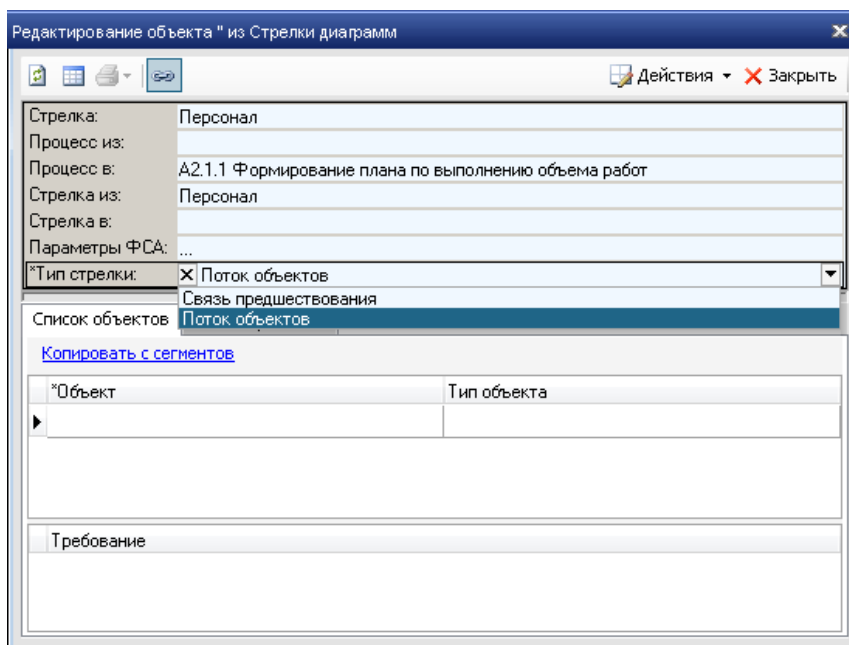 Редактирование объекта '' из Стрелки диаграмм
Действия Закрыть
Стрелка: Персонал
Процесс из:
Процесс в: A2.1.1 Формирование плана по выполнению объема работ
Стрелка из: Персонал
Стрелка в:
Параметры ФСА: ...
*Тип стрелки: Поток объектов
Связь предшествования
Список объектов Поток объектов
Копировать с сегментов
*Объект Тип объекта
Требование